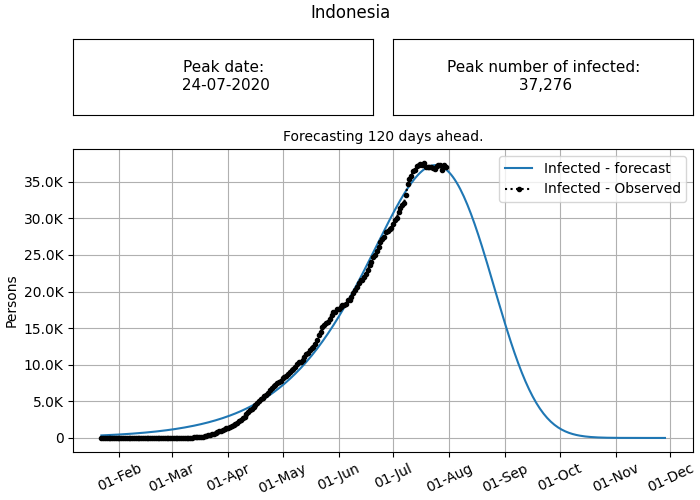 Indonesia
Peak date:
24-07-2020
Peak number of infected:
37,276
Forecasting 120 days ahead.
Infected - forecast
Infected - Observed
Persons
35.0K
30.0K
25.0K
20.0K
15.0K
10.0K
5.0K
0
01-Feb
01-Mar
01-Apr
01-May
01-Jun
01-Jul
01-Aug
01-Sep
01-Oct
01-Nov
01-Dec